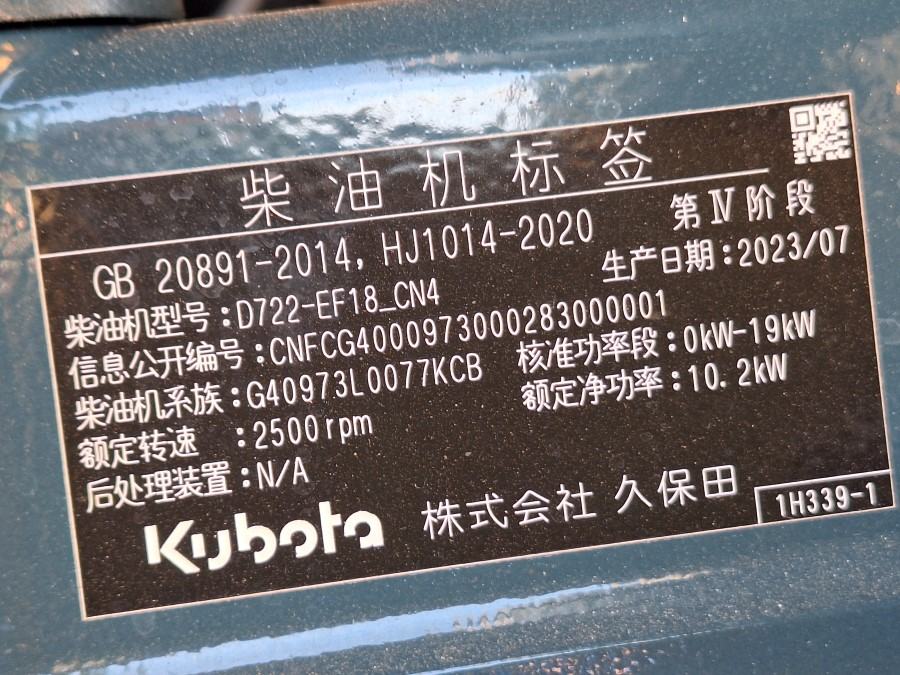 柴油机标签
第Ⅳ阶段
GB 20891-2014, HJ1014-2020
生产日期:2023/07
柴油机型号:D722-EF18_CN4
信息公开编号:CNFCG4000973000028300​0001
柴油机系族:G40973L0077KCB
核准功率段:0kW-19kW
额定转速 :2500rpm
额定净功率:10.2kW
后处理装置:N/A
Kubota 株式会社 久保田
1H339-1